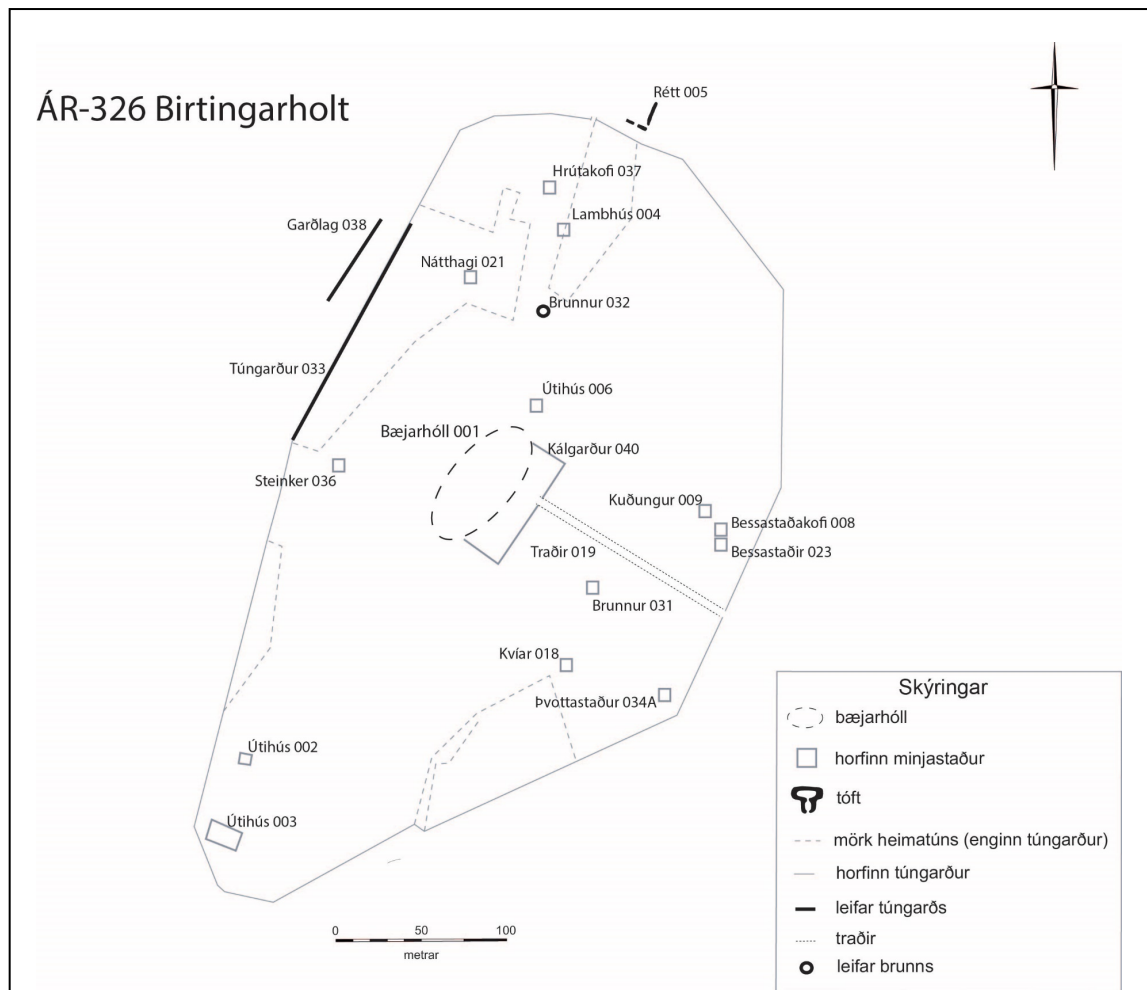 ÁR-326 Birtingarholt
Rétt 005
Hrútakofi 037
Lambhús 004
Garðlag 038
Nátthagi 021
Brunnur 032
Túngarður 033
Útihús 006
Bæjarhóll 001
Kálgarður 040
Steinker 036
Kuðungur 009
Bessastaðakofi 008
Bessastaðir 023
Traðir 019
Brunnur 031
Kvíar 018
Þvottastaður 034A
Útihús 002
Útihús 003
0 50 100
metrar
Skýringar
bæjarhóll
horfinn minjastaður
tóft
mörk heimatúns (enginn túngarður)
horfinn túngarður
leifar túngarðs
traðir
leifar brunns